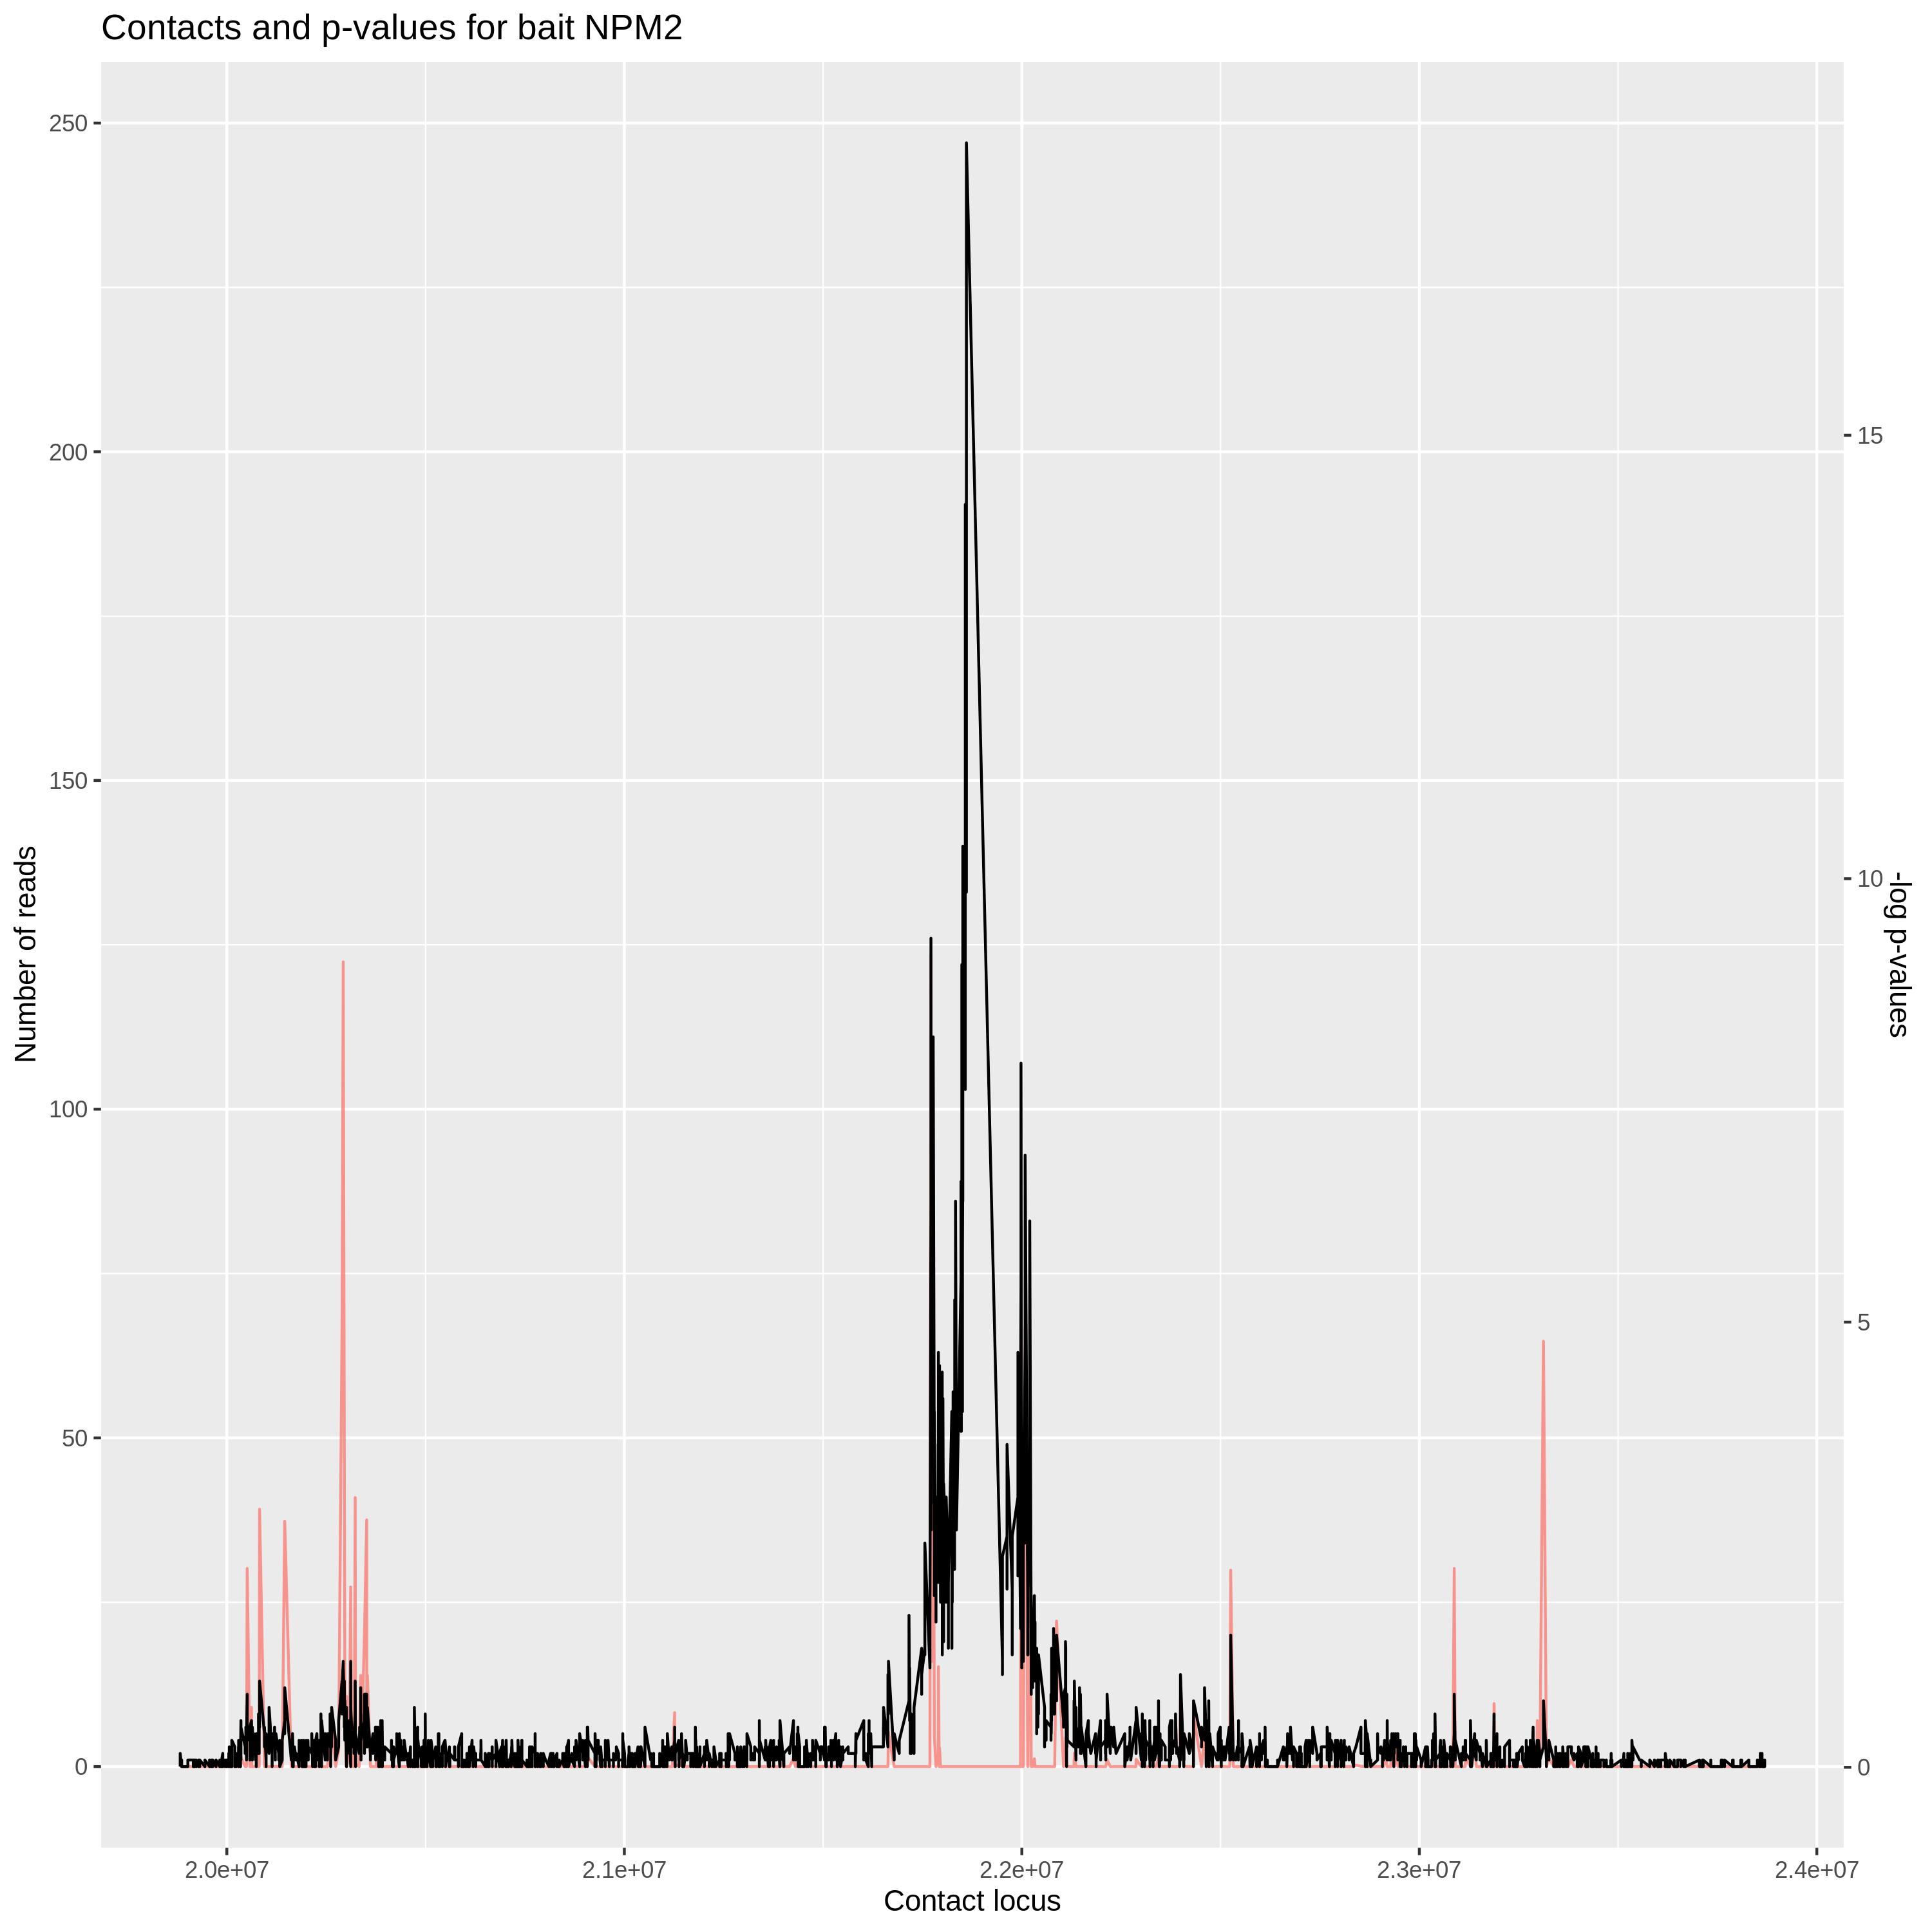 Contacts and p-values for bait NPM2
250
200
150
100
50
0
Number of reads
15
10
5
0
-log p-values
2.0e+07
2.1e+07
2.2e+07
2.3e+07
2.4e+07
Contact locus